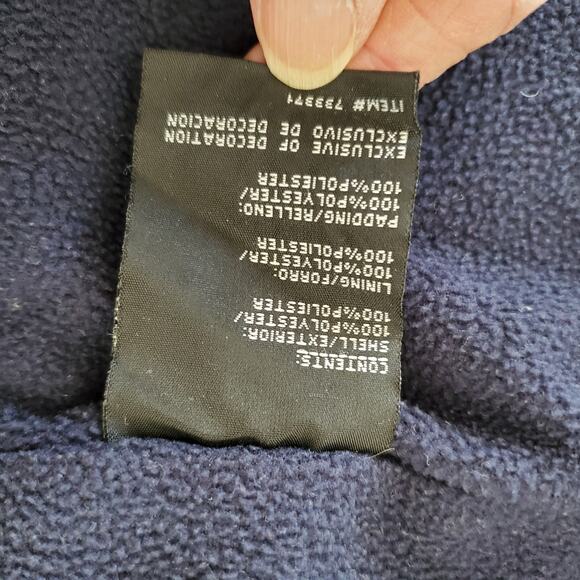 CONTENTS:
SHELL/EXTERIOR:
100%POLYESTER/
100%POLIESTER
LINING/FORRO:
100%POLYESTER/
100%POLIESTER
PADDING/RELLENO:
100%POLYESTER/
100%POLIESTER
EXCLUSIVE OF DECORATION
EXCLUSIVO DE DECORACION
ITEM# 733371